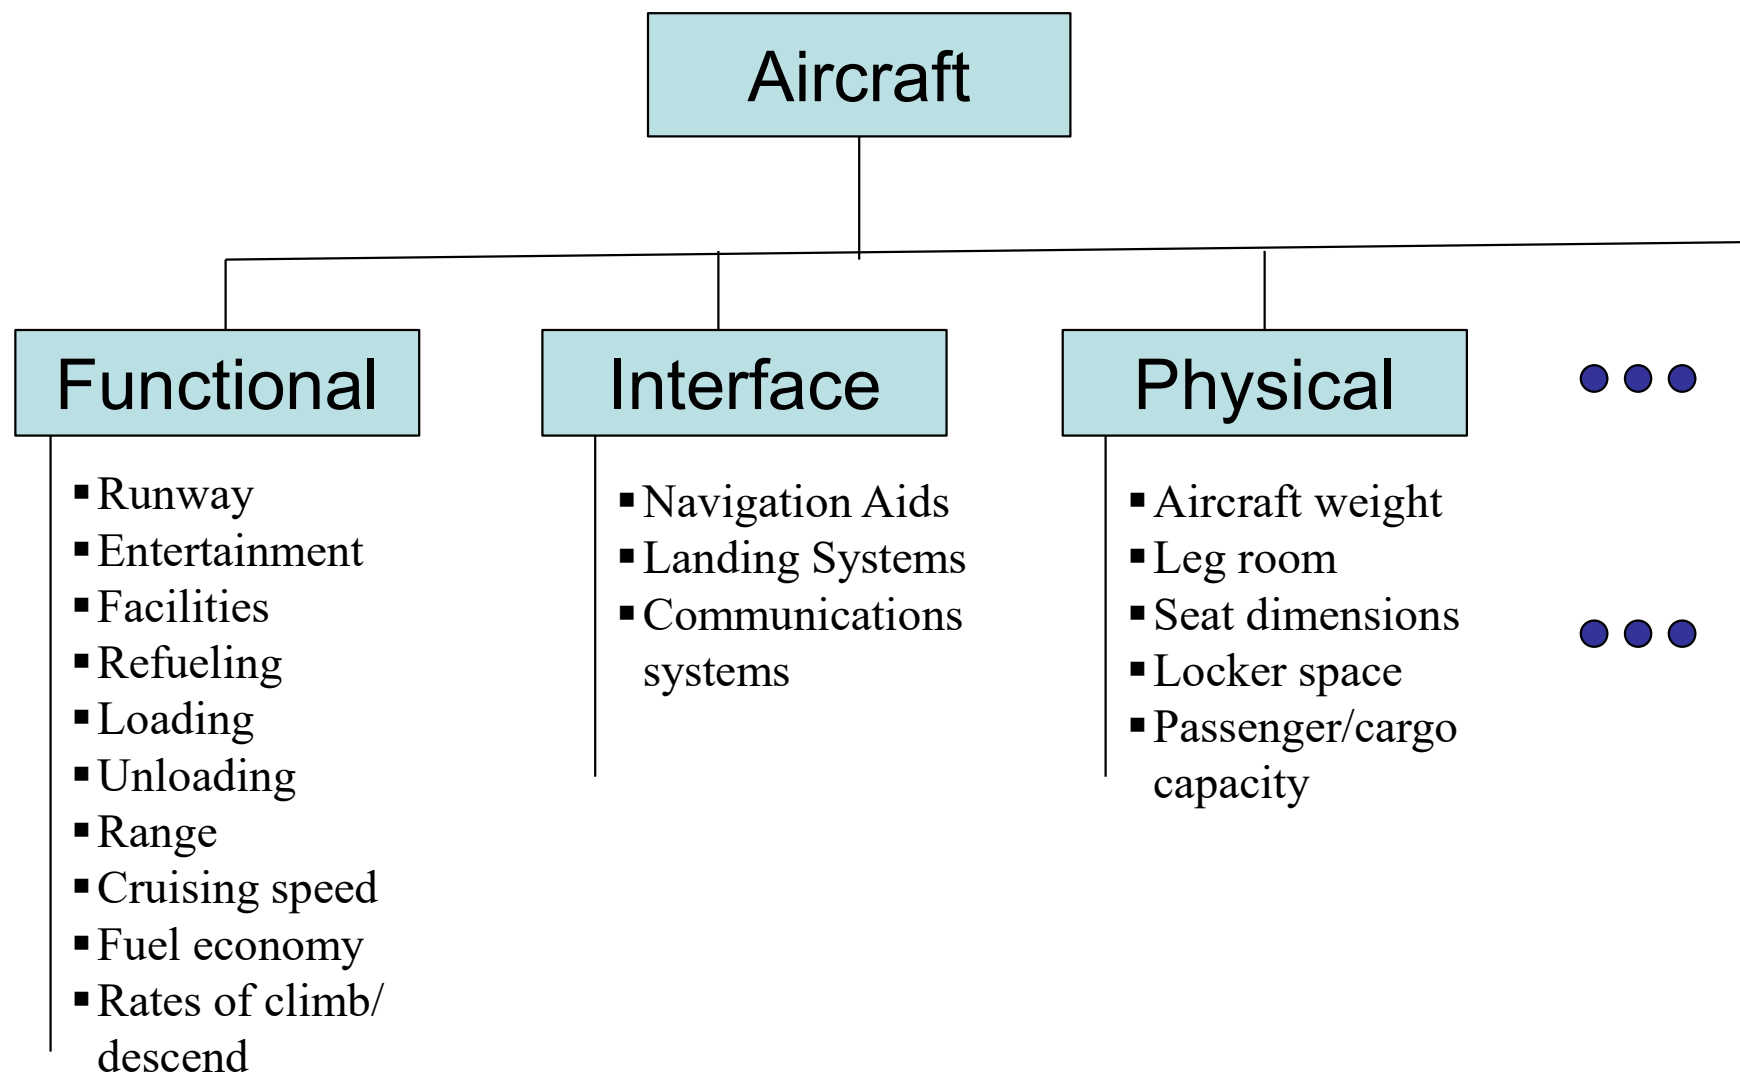 Aircraft
Functional
Interface
Physical
▪Runway
▪Entertainment
▪Facilities
▪Refueling
▪Loading
▪Unloading
▪Range
▪Cruising speed
▪Fuel economy
▪Rates of climb/
descend
▪Navigation Aids
▪Landing Systems
▪Communications
systems
▪Aircraft weight
▪Leg room
▪Seat dimensions
▪Locker space
▪Passenger/cargo
capacity